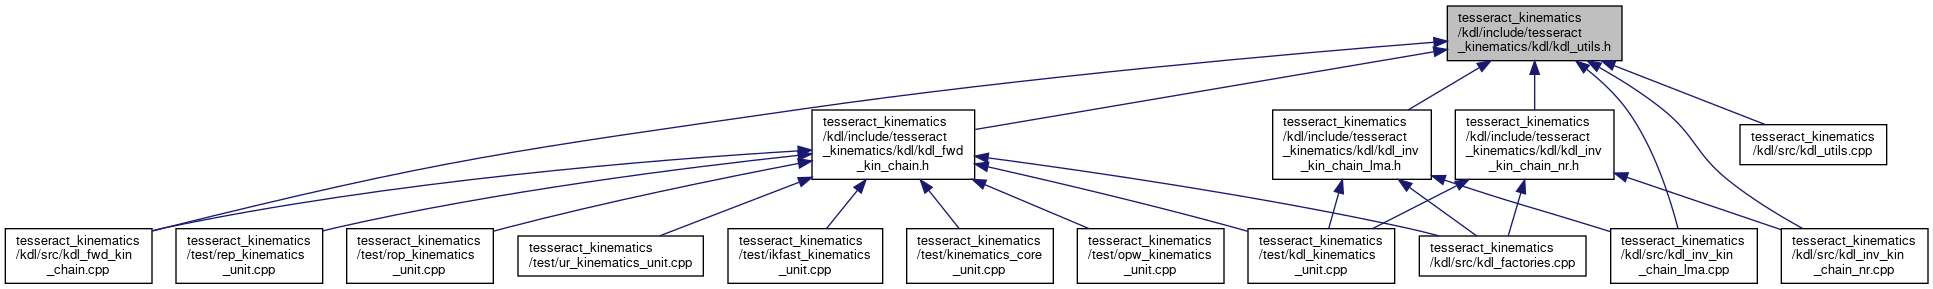 tesseract_kinematics
/kdl/include/tesseract
_kinematics/kdl/kdl_utils.h
tesseract_kinematics
/kdl/include/tesseract
_kinematics/kdl/kdl_fwd
_kin_chain.h
tesseract_kinematics
/kdl/include/tesseract
_kinematics/kdl/kdl_inv
_kin_chain_lma.h
tesseract_kinematics
/kdl/include/tesseract
_kinematics/kdl/kdl_inv
_kin_chain_nr.h
tesseract_kinematics
/kdl/src/kdl_utils.cpp
tesseract_kinematics
/kdl/src/kdl_fwd_kin
_chain.cpp
tesseract_kinematics
/test/rep_kinematics
_unit.cpp
tesseract_kinematics
/test/rop_kinematics
_unit.cpp
tesseract_kinematics
/test/ur_kinematics_unit.cpp
tesseract_kinematics
/test/ikfast_kinematics
_unit.cpp
tesseract_kinematics
/test/kinematics_core
_unit.cpp
tesseract_kinematics
/test/opw_kinematics
_unit.cpp
tesseract_kinematics
/test/kdl_kinematics
_unit.cpp
tesseract_kinematics
/kdl/src/kdl_factories.cpp
tesseract_kinematics
/kdl/src/kdl_inv_kin
_chain_lma.cpp
tesseract_kinematics
/kdl/src/kdl_inv_kin
_chain_nr.cpp